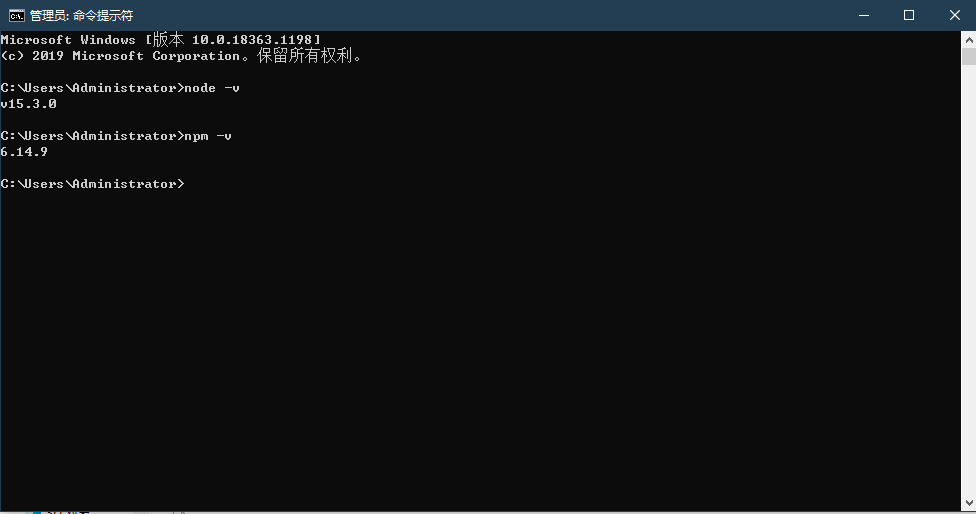 管理员: 命令提示符
Microsoft Windows [版本 10.0.18363.1198]
(c) 2019 Microsoft Corporation。保留所有权利。
C:\Users\Administrator>node -v
v15.3.0
C:\Users\Administrator>npm -v
6.14.9
C:\Users\Administrator>